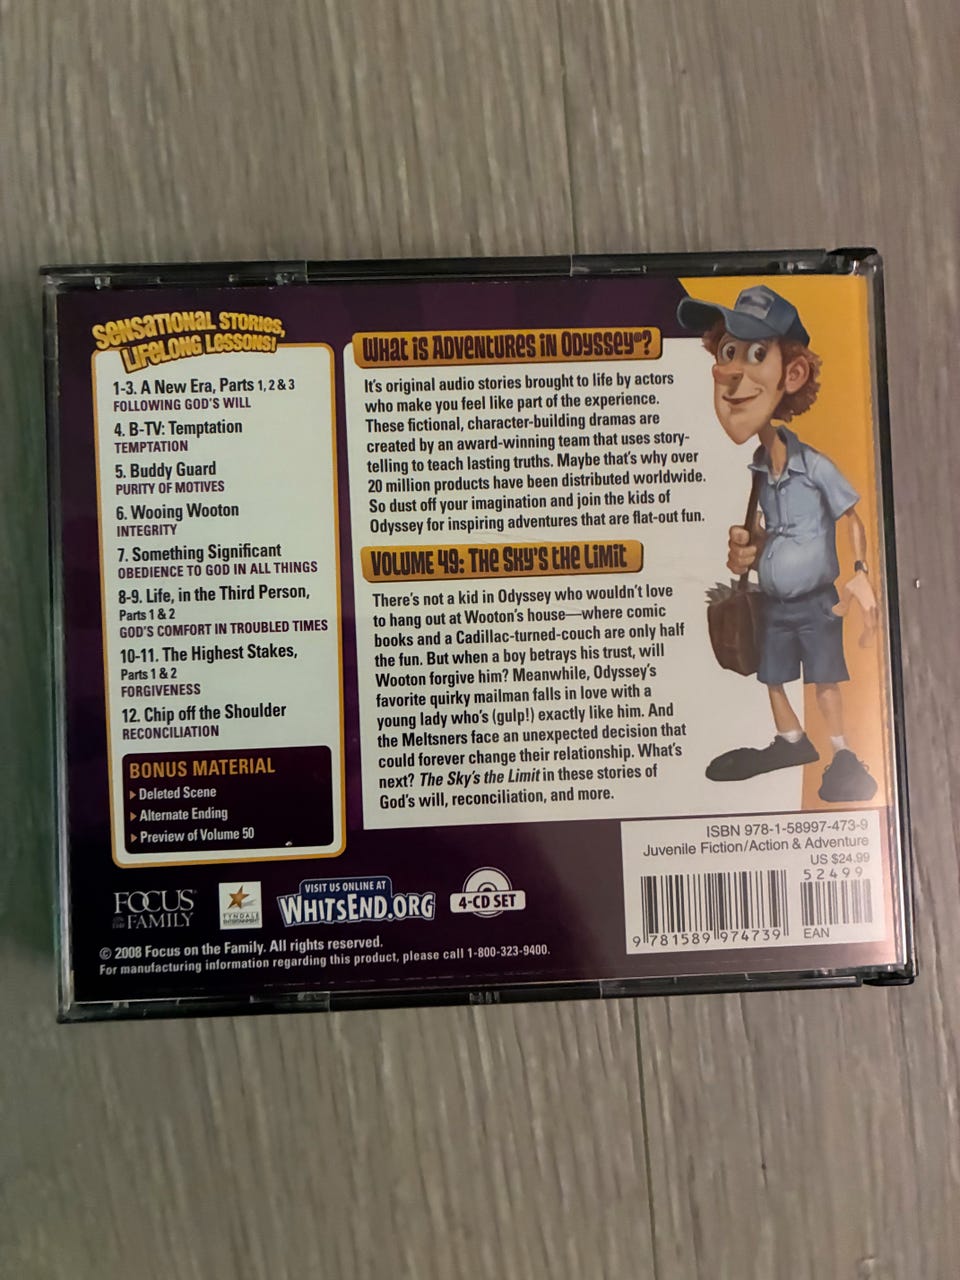 SENSATIONAL STORIES,
LIFELONG LESSONS!
1-3. A New Era, Parts 1, 2 & 3
FOLLOWING GOD'S WILL
4. B-TV: Temptation
TEMPTATION
5. Buddy Guard
PURITY OF MOTIVES
6. Wooing Wooton
INTEGRITY
7. Something Significant
OBEDIENCE TO GOD IN ALL THINGS
8-9. Life, in the Third Person,
Parts 1 & 2
GOD'S COMFORT IN TROUBLED TIMES
10-11. The Highest Stakes,
Parts 1 & 2
FORGIVENESS
12. Chip off the Shoulder
RECONCILIATION
BONUS MATERIAL
Deleted Scene
Alternate Ending
Preview of Volume 50
WHAT IS ADVENTURES IN ODYSSEY®?
It's original audio stories brought to life by actors
who make you feel like part of the experience.
These fictional, character-building dramas are
created by an award-winning team that uses story-
telling to teach lasting truths. Maybe that's why over
20 million products have been distributed worldwide.
So dust off your imagination and join the kids of
Odyssey for inspiring adventures that are flat-out fun.
VOLUME 49: THE SKY'S THE LIMIT
There's not a kid in Odyssey who wouldn't love
to hang out at Wooton's house—where comic
books and a Cadillac-turned-couch are only half
the fun. But when a boy betrays his trust, will
Wooton forgive him? Meanwhile, Odyssey's
favorite quirky mailman falls in love with a
young lady who's (gulp!) exactly like him. And
the Meltsners face an unexpected decision that
could forever change their relationship. What's
next? The Sky's the Limit in these stories of
God's will, reconciliation, and more.
ISBN 978-1-58997-473-9
Juvenile Fiction/Action & Adventure
US $24.99
52499
9 781589 974739
EAN
FOCUS
ON THE
FAMILY®
TYNDALE
ENTERTAINMENT
VISIT US ONLINE AT
WHITSEND.ORG
4-CD SET
© 2008 Focus on the Family. All rights reserved.
For manufacturing information regarding this product, please call 1-800-323-9400.